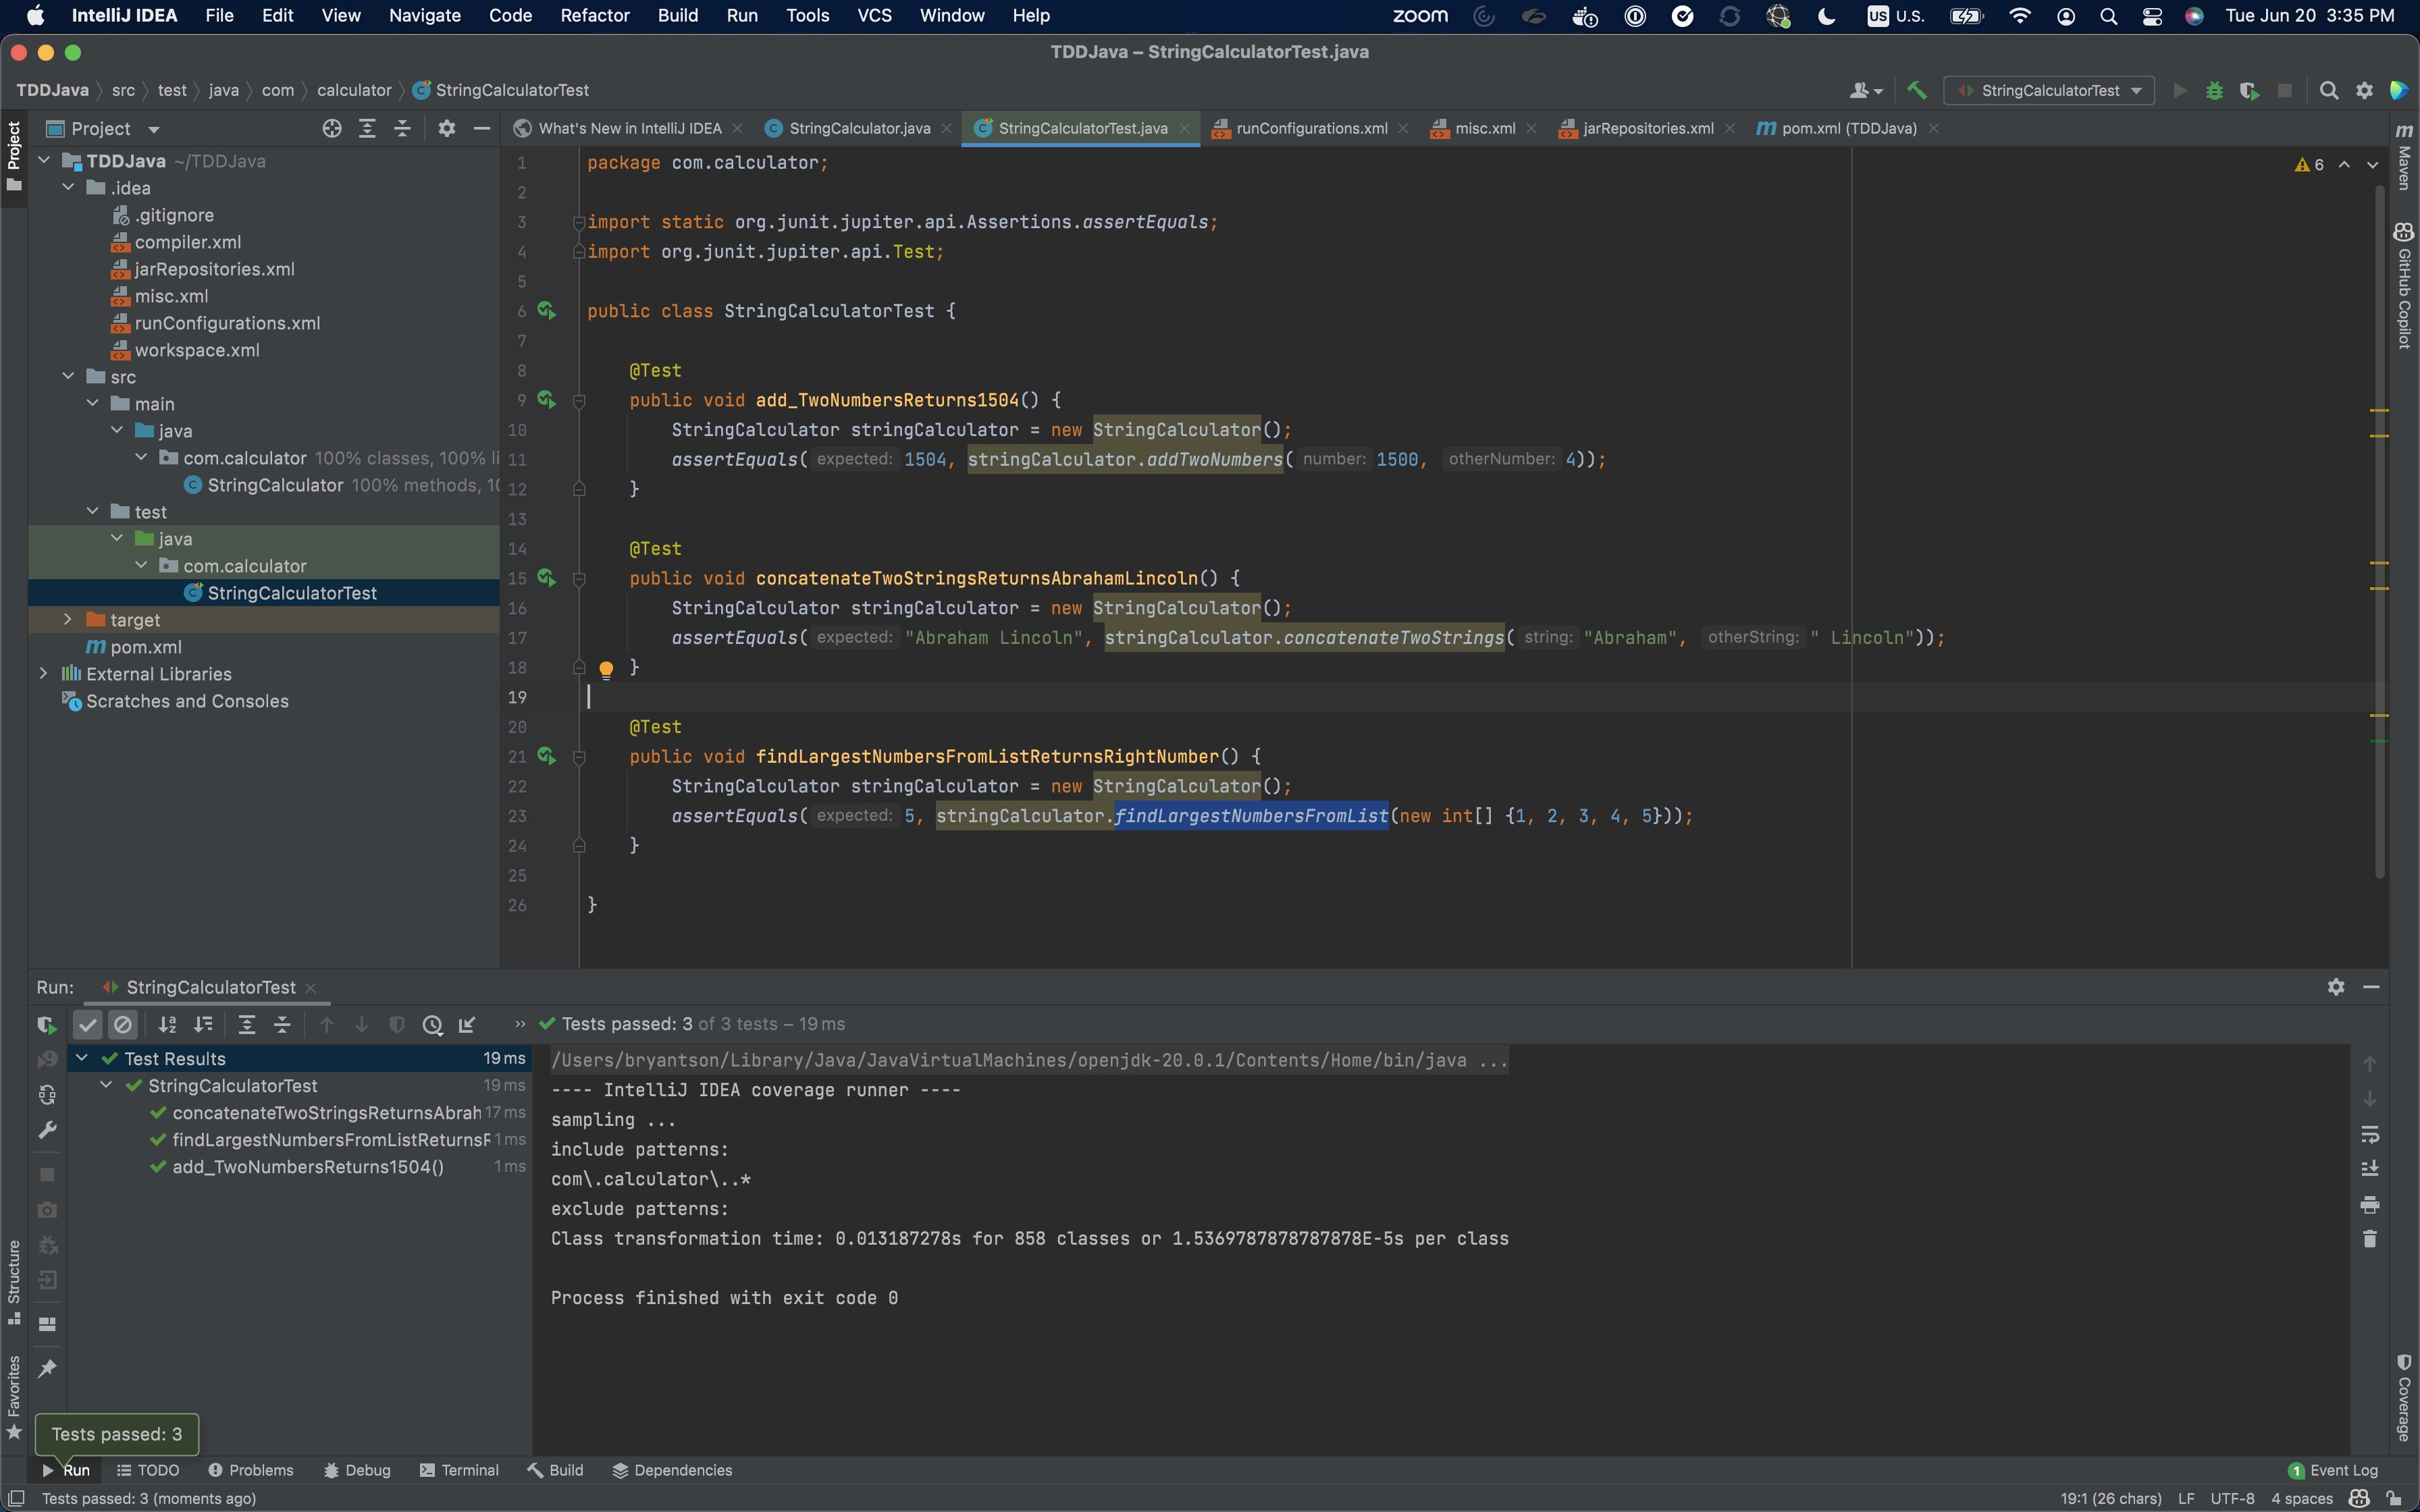 IntelliJ IDEA File Edit View Navigate Code Refactor Build Run Tools VCS Window Help zoom US U.S. Tue Jun 20 3:35 PM
TDDJava – StringCalculatorTest.java
TDDJava src test java com calculator StringCalculatorTest StringCalculatorTest
Project
Project What's New in IntelliJ IDEA StringCalculator.java StringCalculatorTest.java runConfigurations.xml misc.xml jarRepositories.xml pom.xml (TDDJava)
Maven
GitHub Copilot
TDDJava ~/TDDJava
.idea
.gitignore
compiler.xml
jarRepositories.xml
misc.xml
runConfigurations.xml
workspace.xml
src
main
java
com.calculator 100% classes, 100% li
StringCalculator 100% methods, 10
test
java
com.calculator
StringCalculatorTest
target
pom.xml
External Libraries
Scratches and Consoles
6
1 package com.calculator;
2
3 import static org.junit.jupiter.api.Assertions.assertEquals;
4 import org.junit.jupiter.api.Test;
5
6 public class StringCalculatorTest {
7
8 @Test
9 public void add_TwoNumbersReturns1504() {
10 StringCalculator stringCalculator = new StringCalculator();
11 assertEquals( expected: 1504, stringCalculator.addTwoNumbers( number: 1500, otherNumber: 4));
12 }
13
14 @Test
15 public void concatenateTwoStringsReturnsAbrahamLincoln() {
16 StringCalculator stringCalculator = new StringCalculator();
17 assertEquals( expected: "Abraham Lincoln", stringCalculator.concatenateTwoStrings( string: "Abraham", otherString: " Lincoln"));
18 }
19
20 @Test
21 public void findLargestNumbersFromListReturnsRightNumber() {
22 StringCalculator stringCalculator = new StringCalculator();
23 assertEquals( expected: 5, stringCalculator.findLargestNumbersFromList(new int[] {1, 2, 3, 4, 5}));
24 }
25
26 }
Run: StringCalculatorTest
Tests passed: 3 of 3 tests – 19 ms
Test Results 19 ms
StringCalculatorTest 19 ms
concatenateTwoStringsReturnsAbrah 17 ms
findLargestNumbersFromListReturnsR 1 ms
add_TwoNumbersReturns1504() 1 ms
/Users/bryantson/Library/Java/JavaVirtualMachines/openjdk-20.0.1/Contents/Home/bin/java ...
---- IntelliJ IDEA coverage runner ----
sampling ...
include patterns:
com\.calculator\..*
exclude patterns:
Class transformation time: 0.013187278s for 858 classes or 1.5369787878787878E-5s per class
Process finished with exit code 0
Structure
Favorites
Coverage
Tests passed: 3
Run TODO Problems Debug Terminal Build Dependencies 1 Event Log
Tests passed: 3 (moments ago) 19:1 (26 chars) LF UTF-8 4 spaces